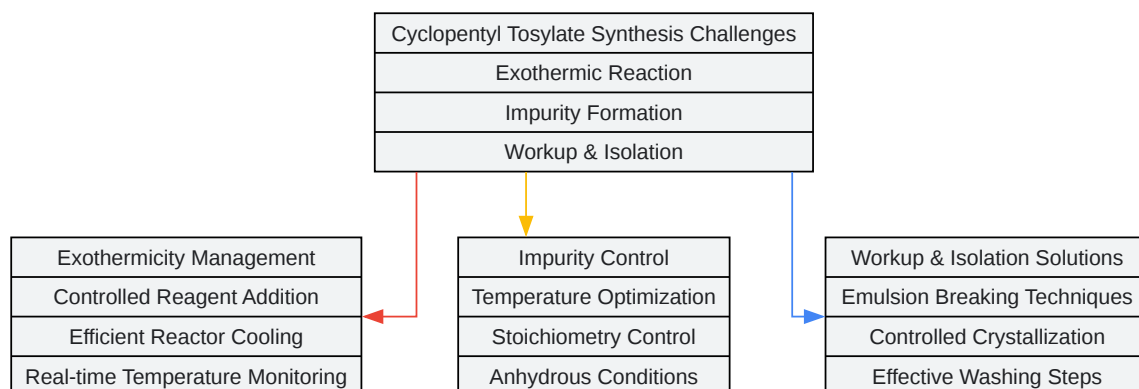 Cyclopentyl Tosylate Synthesis Challenges
Exothermic Reaction
Impurity Formation
Workup & Isolation
Exothermicity Management
Controlled Reagent Addition
Efficient Reactor Cooling
Real-time Temperature Monitoring
Impurity Control
Temperature Optimization
Stoichiometry Control
Anhydrous Conditions
Workup & Isolation Solutions
Emulsion Breaking Techniques
Controlled Crystallization
Effective Washing Steps